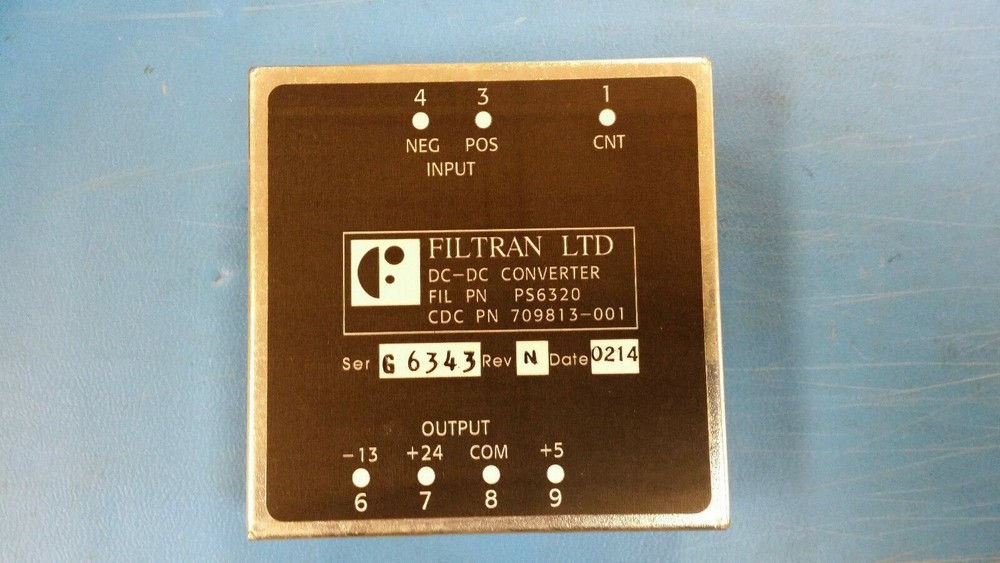 4 3 1
NEG POS CNT
INPUT
FILTRAN LTD
DC-DC CONVERTER
FIL PN PS6320
CDC PN 709813-001
Ser G 6343 Rev N Date 0214
OUTPUT
-13 +24 COM +5
6 7 8 9